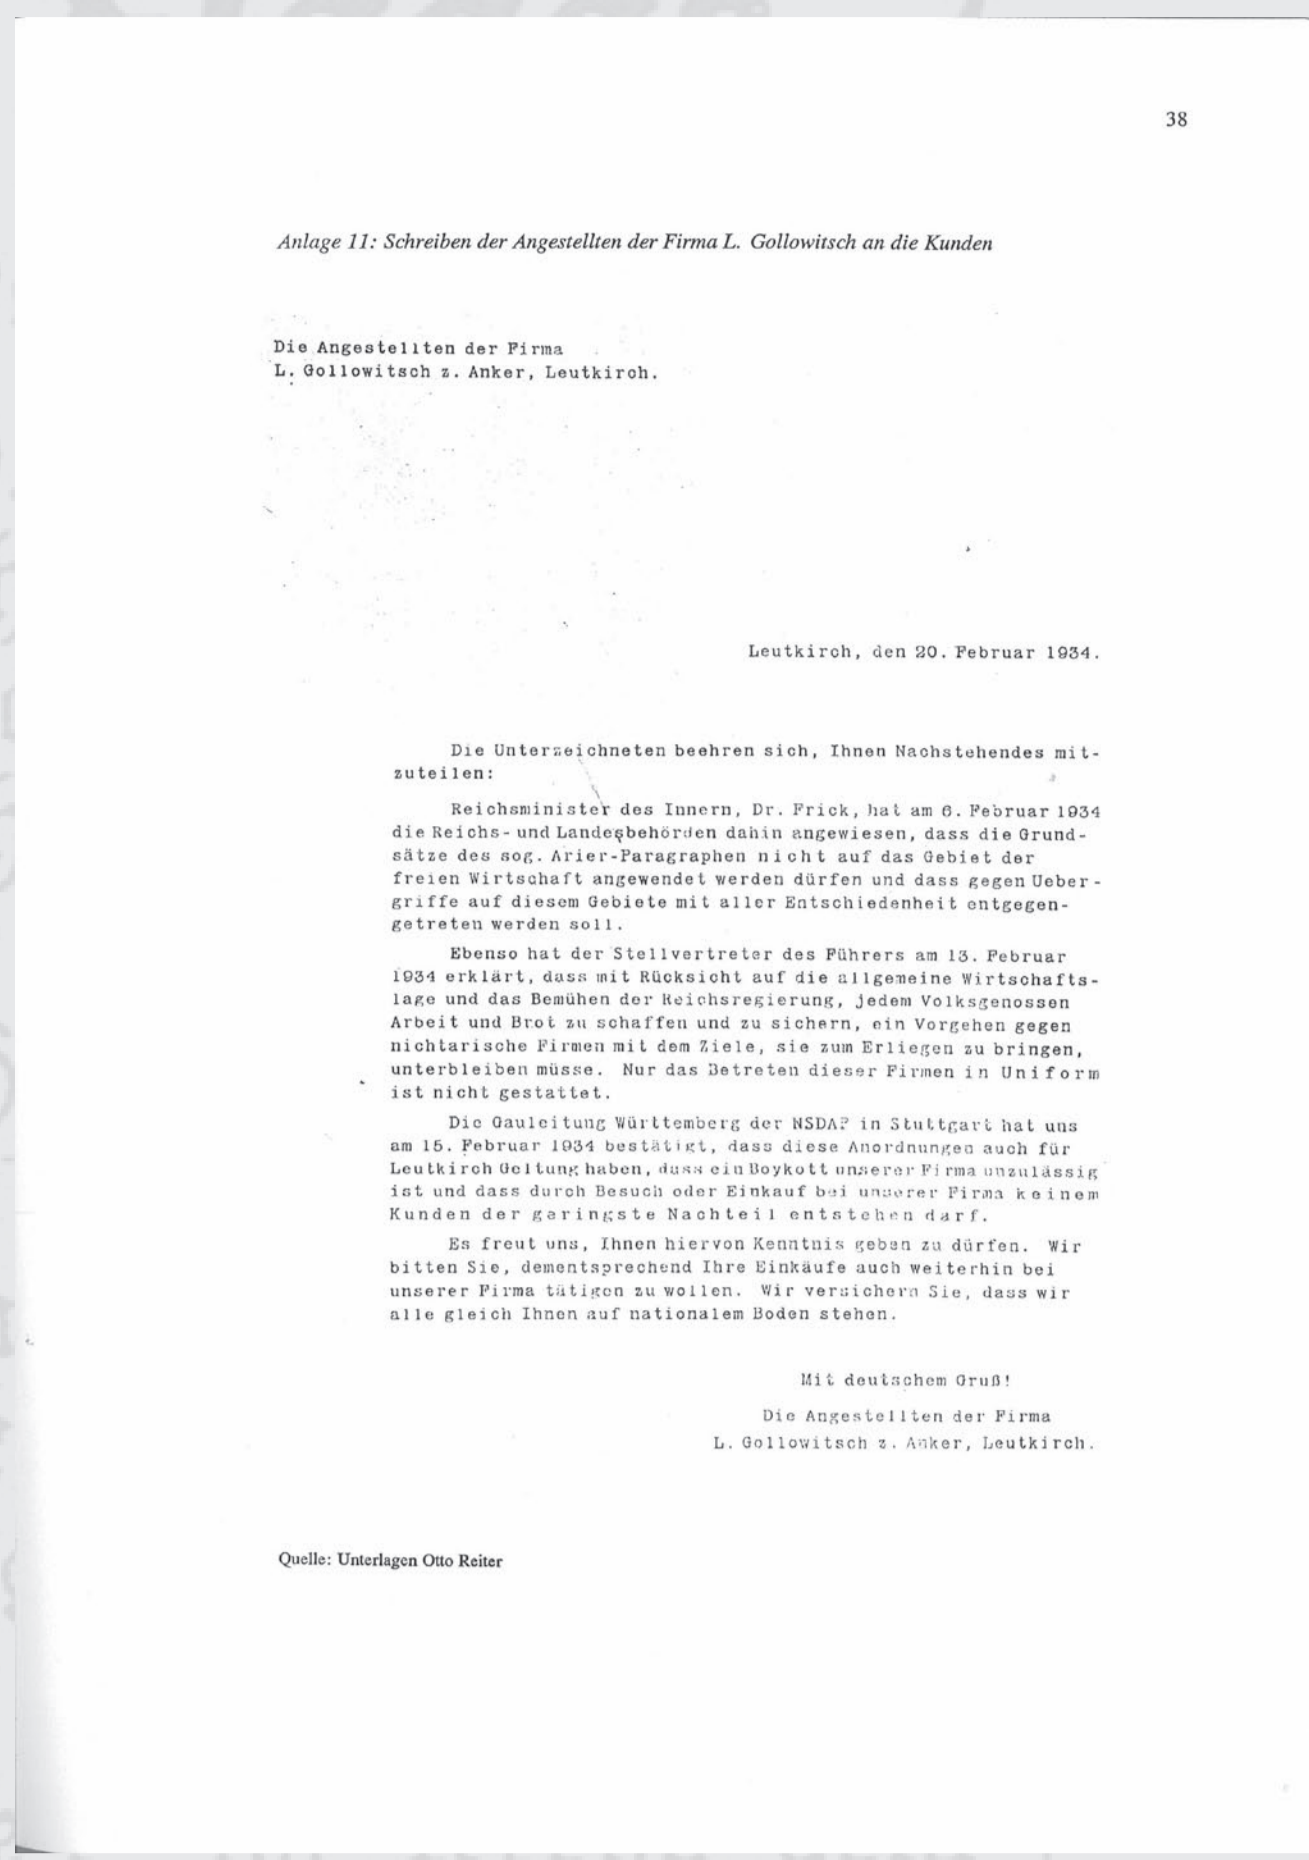 38
Anlage 11: Schreiben der Angestellten der Firma L. Gollowitsch an die Kunden
Die Angestellten der Firma
L. Gollowitsch z. Anker, Leutkirch.
Leutkirch, den 20. Februar 1934.
Die Unterzeichneten beehren sich, Ihnen Nachstehendes mit-
zuteilen:
Reichsminister des Innern, Dr. Frick, hat am 6. Februar 1934
die Reichs- und Landesbehörden dahin angewiesen, dass die Grund-
sätze des sog. Arier-Paragraphen nicht auf das Gebiet der
freien Wirtschaft angewendet werden dürfen und dass gegen Ueber-
griffe auf diesem Gebiete mit aller Entschiedenheit entgegen-
getreten werden soll.
Ebenso hat der Stellvertreter des Führers am 13. Februar
1934 erklärt, dass mit Rücksicht auf die allgemeine Wirtschafts-
lage und das Bemühen der Reichsregierung, jedem Volksgenossen
Arbeit und Brot zu schaffen und zu sichern, ein Vorgehen gegen
nichtarische Firmen mit dem Ziele, sie zum Erliegen zu bringen,
unterbleiben müsse. Nur das Betreten dieser Firmen in Uniform
ist nicht gestattet.
Die Gauleitung Württemberg der NSDAP in Stuttgart hat uns
am 15. Februar 1934 bestätigt, dass diese Anordnungen auch für
Leutkirch Geltung haben, dass ein Boykott unserer Firma unzulässig
ist und dass durch Besuch oder Einkauf bei unserer Firma keinem
Kunden der geringste Nachteil entstehen darf.
Es freut uns, Ihnen hiervon Kenntnis geben zu dürfen. Wir
bitten Sie, dementsprechend Ihre Einkäufe auch weiterhin bei
unserer Firma tätigen zu wollen. Wir versichern Sie, dass wir
alle gleich Ihnen auf nationalem Boden stehen.
Mit deutschem Gruß!
Die Angestellten der Firma
L. Gollowitsch z. Anker, Leutkirch.
Quelle: Unterlagen Otto Reiter